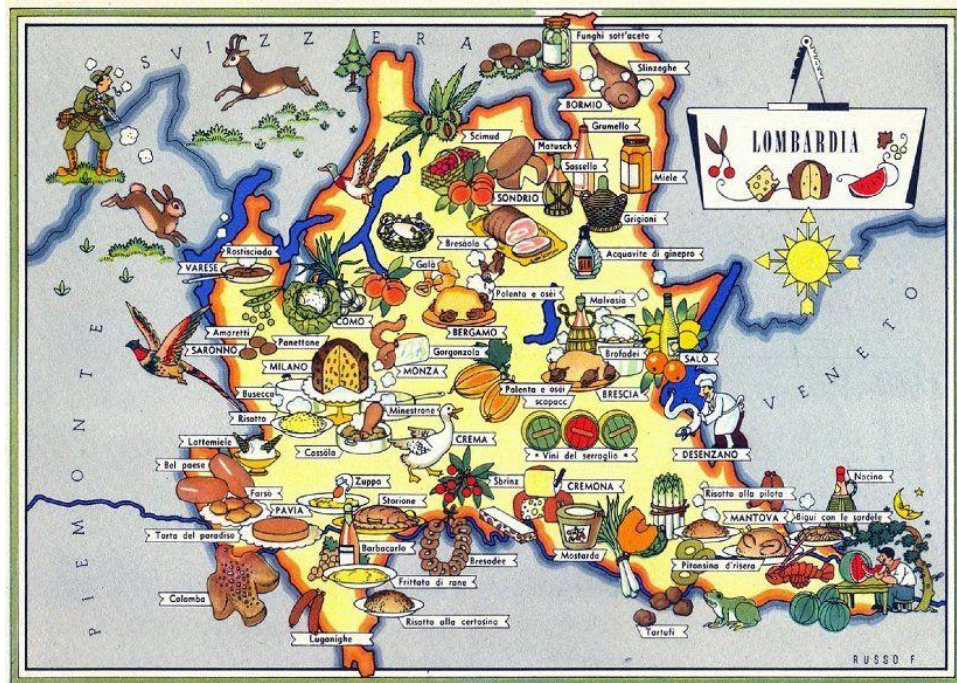 SVIZZERA
Funghi sott'aceto
Slinzeghe
BORMIO
LOMBARDIA
Scimud
Grumello
Matusch
Sassella
Miele
SONDRIO
Grigioni
Bresàola
Acquavite di ginepro
Rostisciada
VARESE
Galà
Polenta e osèi
Malvasia
Amaretti
COMO
BERGAMO
SARONNO
Panettone
Gorgonzola
Brofadei
SALÒ
MILANO
MONZA
Polenta e osèi
scapacc
BRESCIA
Busecca
Minestrone
Risotto
Cassöla
CREMA
* Vini del serraglio *
DESENZANO
Lattemiele
Bel paese
Zuppa
Sbrinz
CREMONA
Risotto alla pilota
Nocino
Farsò
PAVIA
Storione
MANTOVA
Bigui con le sardele
Torta del paradiso
Barbacarlo
Bresadee
Mostarda
Pitonsina d'risera
Frittata di rane
Colomba
Risotto alla certosina
Tartufi
Luganighe
PIEMONTE
VENETO
RUSSO F